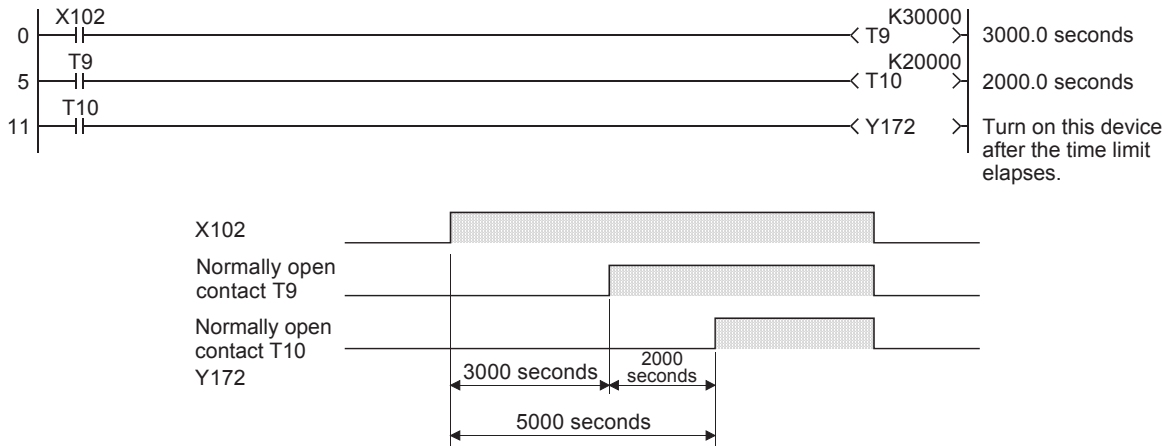 X102
K30000
0
T9
3000.0 seconds
T9
K20000
5
T10
2000.0 seconds
T10
11
Y172
Turn on this device
after the time limit
elapses.
X102
Normally open
contact T9
Normally open
contact T10
Y172
3000 seconds
2000
seconds
5000 seconds